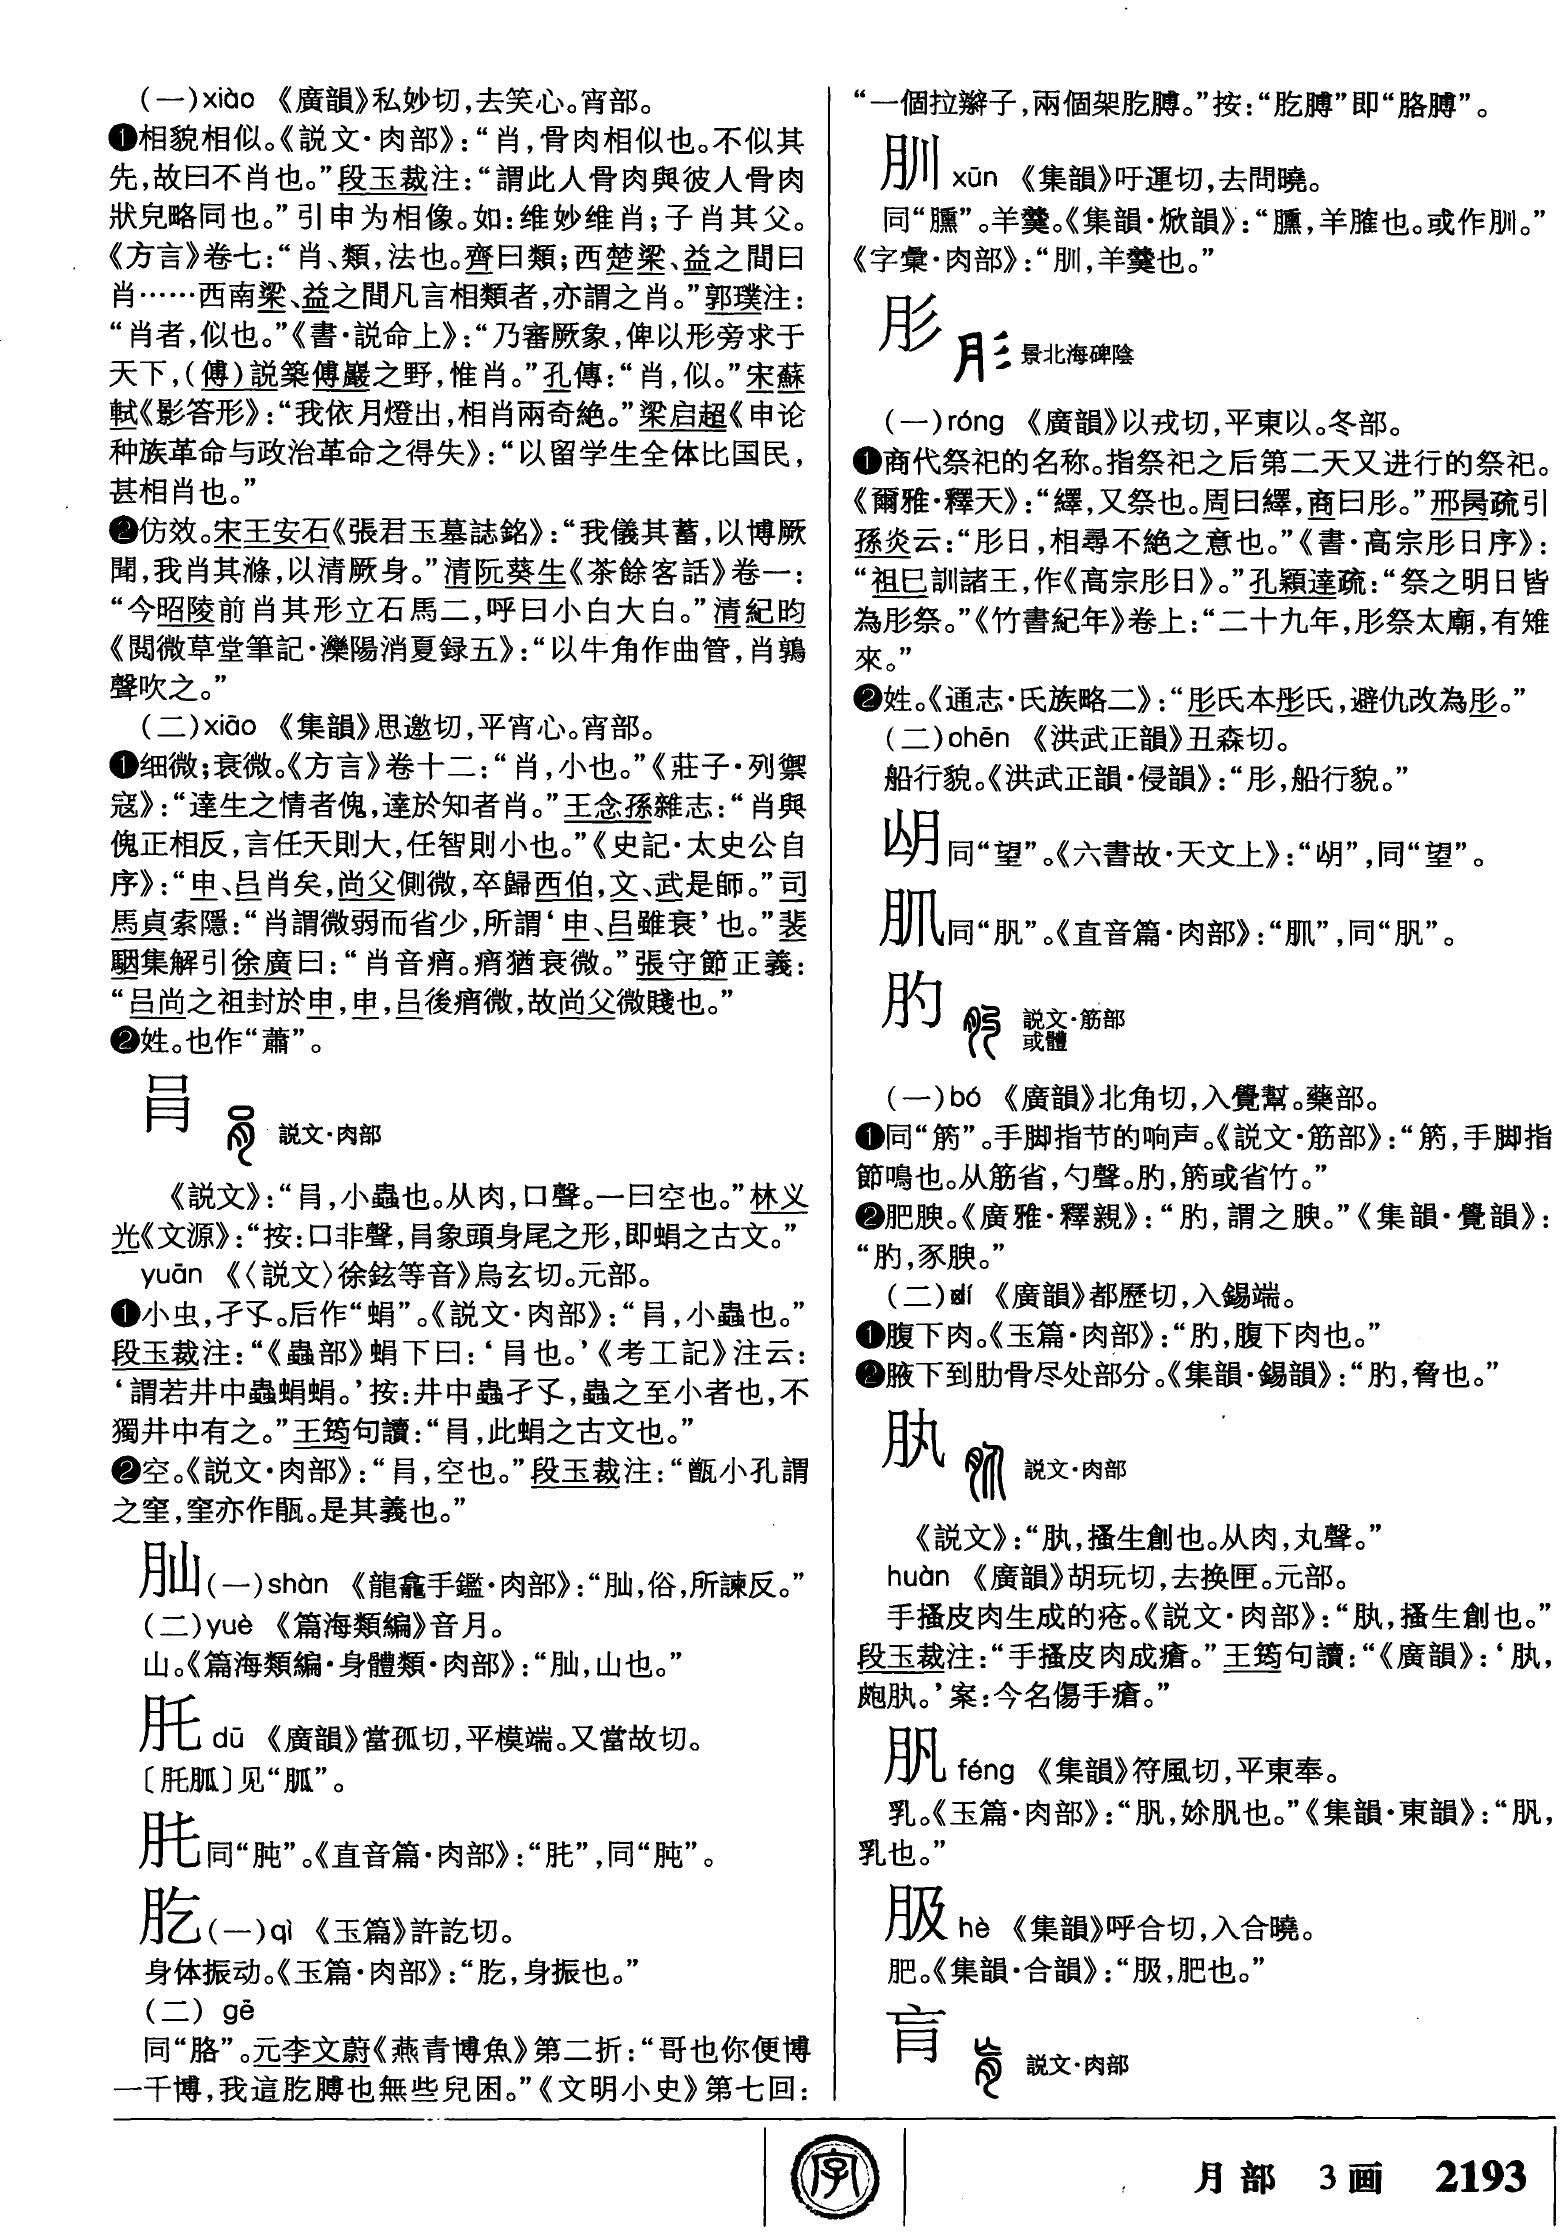 (一)xiào 《廣韻》私妙切,去笑心。宵部。
❶相貌相似。《説文·肉部》:“肖,骨肉相似也。不似其
先,故曰不肖也。”段玉裁注:“謂此人骨肉與彼人骨肉
狀皃略同也。”引申为相像。如:维妙维肖;子肖其父。
《方言》卷七:“肖、類,法也。齊曰類;西楚梁、益之間曰
肖……西南梁、益之間凡言相類者,亦謂之肖。”郭璞注:
“肖者,似也。”《書·説命上》:“乃審厥象,俾以形旁求于
天下,(傅)説築傅巖之野,惟肖。”孔傳:“肖,似。”宋蘇
軾《影答形》:“我依月燈出,相肖兩奇絶。”梁启超《申论
种族革命与政治革命之得失》:“以留学生全体比国民,
甚相肖也。”
❷仿效。宋王安石《張君玉墓誌銘》:“我儀其蓄,以博厥
聞,我肖其滌,以清厥身。”清阮葵生《茶餘客話》卷一:
“今昭陵前肖其形立石馬二,呼曰小白大白。”清紀昀
《閲微草堂筆記·灤陽消夏録五》:“以牛角作曲管,肖鶉
聲吹之。”
(二)xiāo 《集韻》思邀切,平宵心。宵部。
❶细微;衰微。《方言》卷十二:“肖,小也。”《莊子·列禦
寇》:“達生之情者傀,達於知者肖。”王念孫雜志:“肖與
傀正相反,言任天則大,任智則小也。”《史記·太史公自
序》:“申、吕肖矣,尚父側微,卒歸西伯,文、武是師。”司
馬貞索隱:“肖謂微弱而省少,所謂‘申、吕雖衰’也。”裴
駰集解引徐廣曰:“肖音痟。痟猶衰微。”張守節正義:
“吕尚之祖封於申,申,吕後痟微,故尚父微賤也。”
❷姓。也作“蕭”。
肙 説文·肉部
《説文》:“肙,小蟲也。从肉,口聲。一曰空也。”林义
光《文源》:“按:口非聲,肙象頭身尾之形,即蜎之古文。”
yuān 《〈説文〉徐鉉等音》烏玄切。元部。
❶小虫,孑孓。后作“蜎”。《説文·肉部》:“肙,小蟲也。”
段玉裁注:“《蟲部》蜎下曰:‘肙也。’《考工記》注云:
‘謂若井中蟲蜎蜎。’按:井中蟲孑孓,蟲之至小者也,不
獨井中有之。”王筠句讀:“肙,此蜎之古文也。”
❷空。《説文·肉部》:“肙,空也。”段玉裁注:“甑小孔謂
之窒,窒亦作㼷。是其義也。”
𦘭(一)shàn 《龍龕手鑑·肉部》:“𦘭,俗,所諫反。”
(二)yuè 《篇海類編》音月。
山。《篇海類編·身體類·肉部》:“𦘭,山也。”
肚 dū 《廣韻》當孤切,平模端。又當故切。
同“肫”。《直音篇·肉部》:,同“肫”。
肐(一)qì 《玉篇》許訖切。
身体振动。《玉篇·肉部》:“肐,身振也。”
(二) gē
同“胳”。元李文蔚《燕青博魚》第二折:“哥也你便博
一千博,我這肐膊也無些兒困。”《文明小史》第七回:
“一個拉辮子,兩個架肐膊。”按:“肐膊”即“胳膊”。
𦘴 xūn 《集韻》吁運切,去問曉。
同“臐”。羊羹。《集韻·焮韻》:“臐,羊臛也。或作𦘴。”
《字彙·肉部》:“𦘴,羊羹也。”
肜 景北海碑陰
(一)róng 《廣韻》以戎切,平東以。冬部。
❶商代祭祀的名称。指祭祀之后第二天又进行的祭祀。
《爾雅·釋天》:“繹,又祭也。周曰繹,商曰肜。”邢昺疏引
孫炎云:“肜日,相尋不絶之意也。”《書·高宗肜日序》:
“祖巳訓諸王,作《高宗肜日》。”孔穎達疏:“祭之明日皆
為肜祭。”《竹書紀年》卷上:“二十九年,肜祭太廟,有雉
來。”
❷姓。《通志·氏族略二》:“肜氏本彤氏,避仇改為肜。”
(二)chēn 《洪武正韻》丑森切。
船行貌。《洪武正韻·侵韻》:“肜,船行貌。”
同“望”。《六書故·天文上》:,同“望”。
同“肌”。《直音篇·肉部》:
肑 説文·筋部
或體
(一)bó 《廣韻》北角切,入覺幫。藥部。
❶同“筋”。手脚指节的响声。《説文·筋部》:“筋,手脚指
節鳴也。从筋省,勺聲。肑,筋或省竹。”
❷肥腴。《廣雅·釋親》:“肑,謂之腴。”《集韻·覺韻》:
“肑,豕腴。”
(二)dí 《廣韻》都歷切,入錫端。
❶腹下肉。《玉篇·肉部》:“肑,腹下肉也。”
❷腋下到肋骨尽处部分。《集韻·錫韻》:“肑,脅也。”
肒 説文·肉部
《説文》:“肒,搔生創也。从肉,丸聲。”
huàn 《廣韻》胡玩切,去换匣。元部。
手搔皮肉生成的疮。《説文·肉部》:“肒,搔生創也。”
段玉裁注:“手搔皮肉成瘡。”王筠句讀:“《廣韻》:‘肒,
皰肒。’案:今名傷手瘡。”
féng 《集韻》符風切,平東奉。
乳。《玉篇·肉部》:《集韻·東韻》:
乳也。”
hè 《集韻》呼合切,入合曉。
肥。《集韻·合韻》:肥也。”
肓 説文·肉部
字
月部 3画 2193